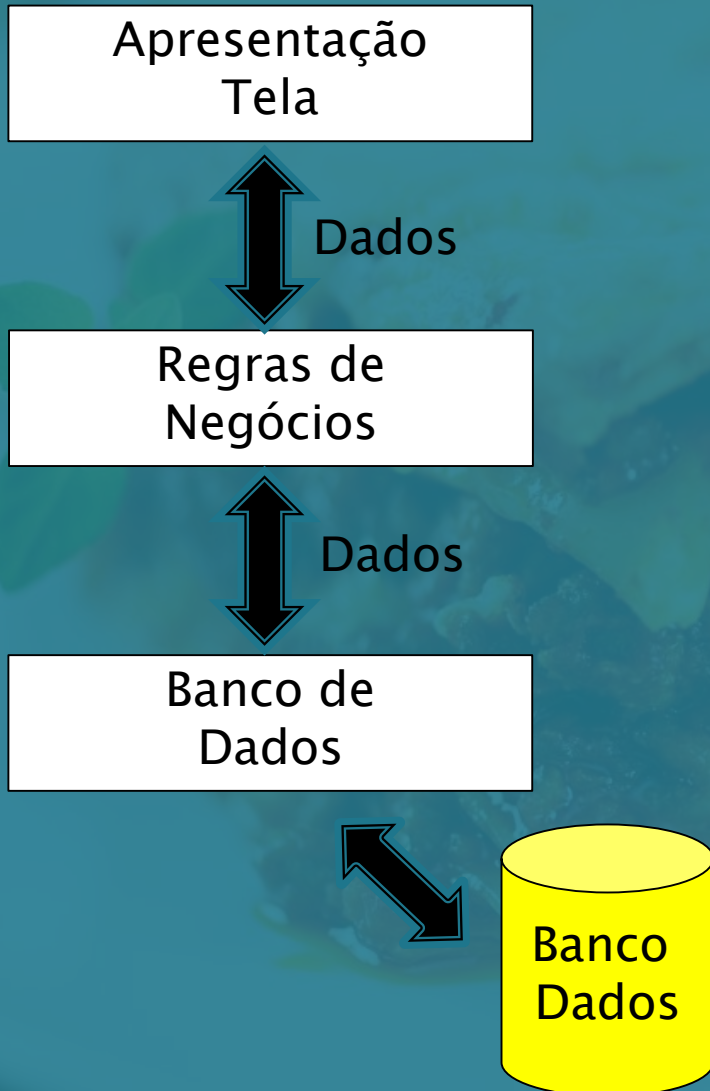 Apresentação
Tela
Dados
Regras de
Negócios
Dados
Banco de
Dados
Banco
Dados